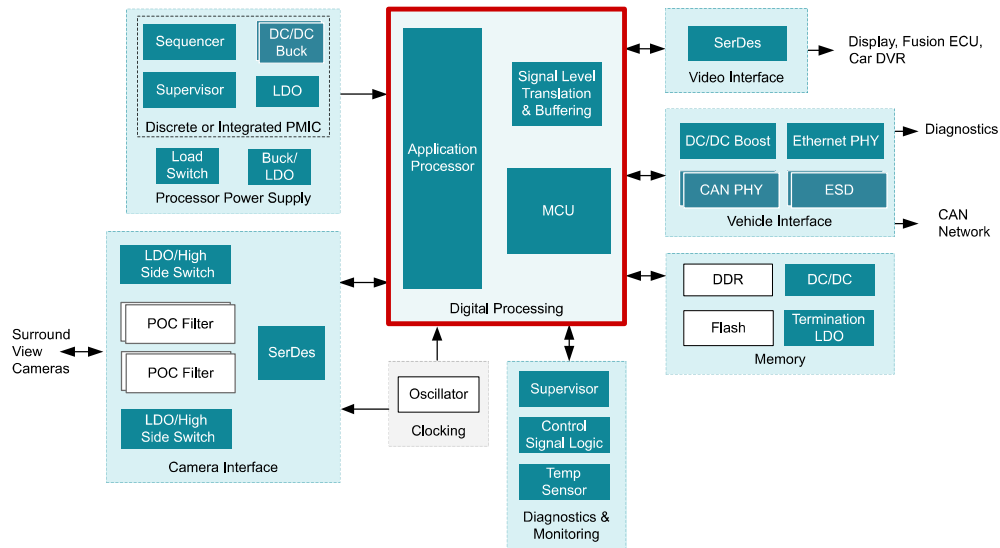 Sequencer
DC/DC
Buck
Supervisor
LDO
Discrete or Integrated PMIC
Load
Switch
Buck/
LDO
Processor Power Supply
Application
Processor
Signal Level
Translation
& Buffering
MCU
Digital Processing
SerDes
Video Interface
Display, Fusion ECU,
Car DVR
DC/DC Boost
Ethernet PHY
CAN PHY
ESD
Vehicle Interface
Diagnostics
CAN
Network
LDO/High
Side Switch
POC Filter
POC Filter
SerDes
LDO/High
Side Switch
Camera Interface
Surround
View
Cameras
DDR
DC/DC
Flash
Termination
LDO
Memory
Oscillator
Clocking
Supervisor
Control
Signal Logic
Temp
Sensor
Diagnostics &
Monitoring